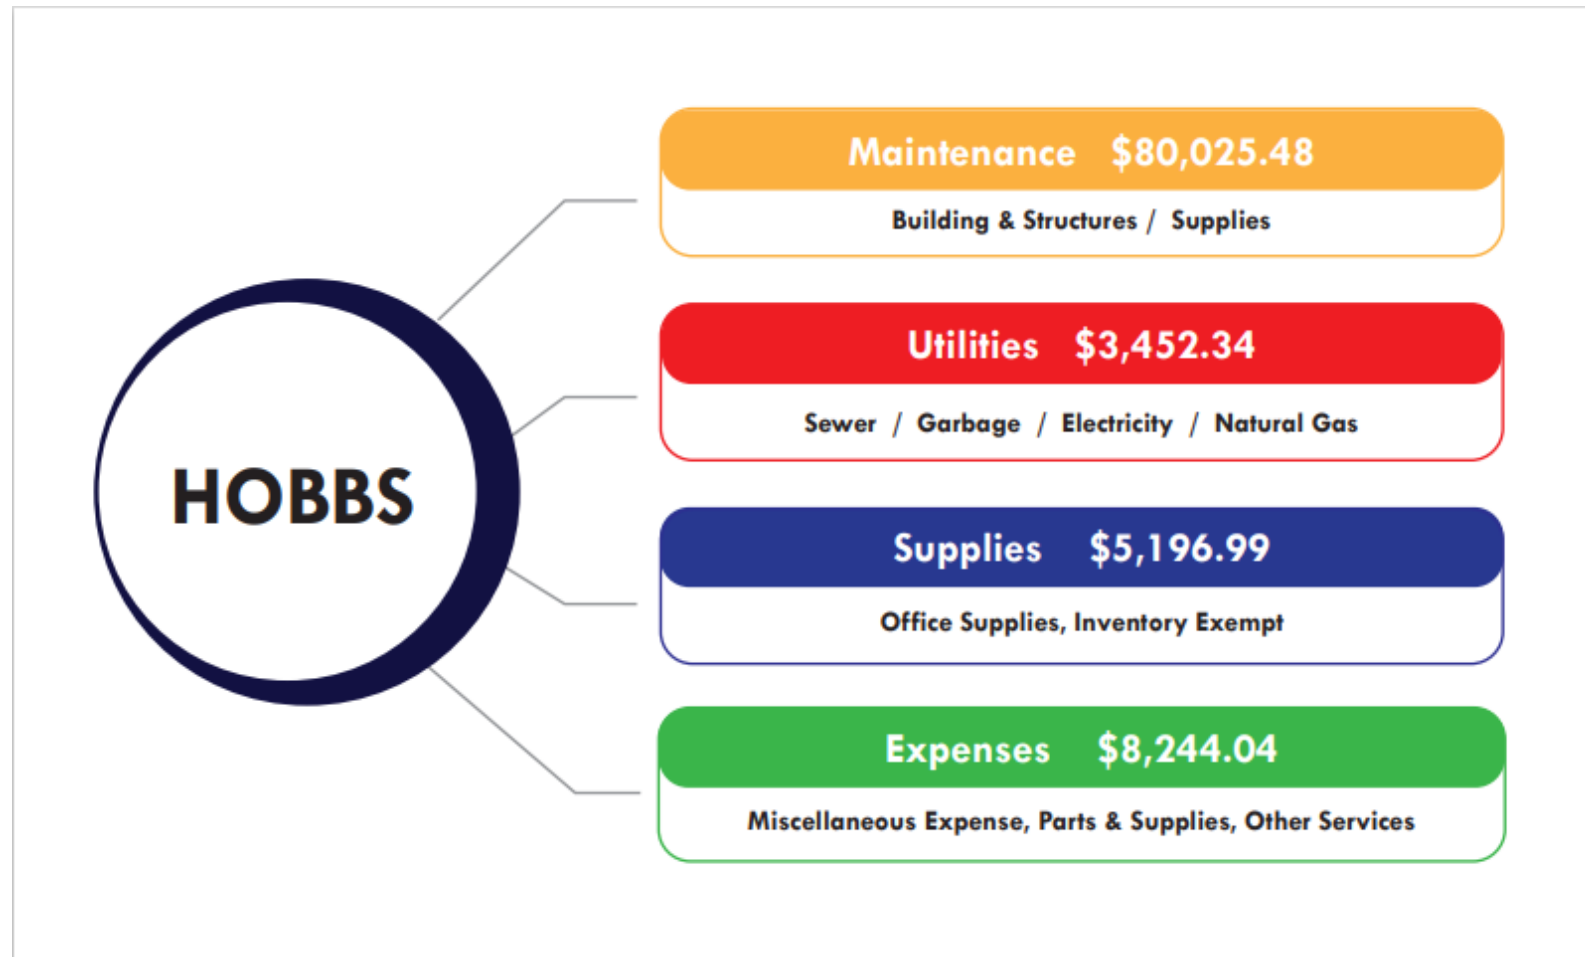 HOBBS
Maintenance $80,025.48
Building & Structures / Supplies
Utilities $3,452.34
Sewer / Garbage / Electricity / Natural Gas
Supplies $5,196.99
Office Supplies, Inventory Exempt
Expenses $8,244.04
Miscellaneous Expense, Parts & Supplies, Other Services